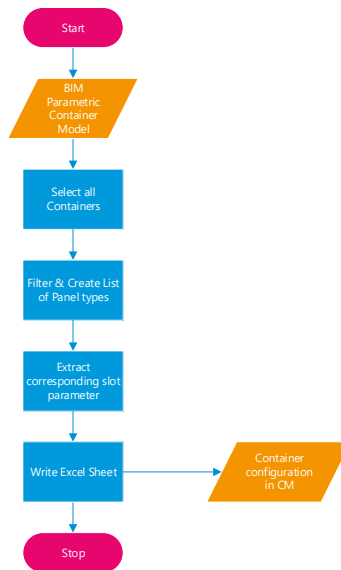 Start
BIM
Parametric
Container
Model
Select all
Containers
Filter & Create List
of Panel types
Extract
corresponding slot
parameter
Write Excel Sheet
Container
configuration
in CM
Stop